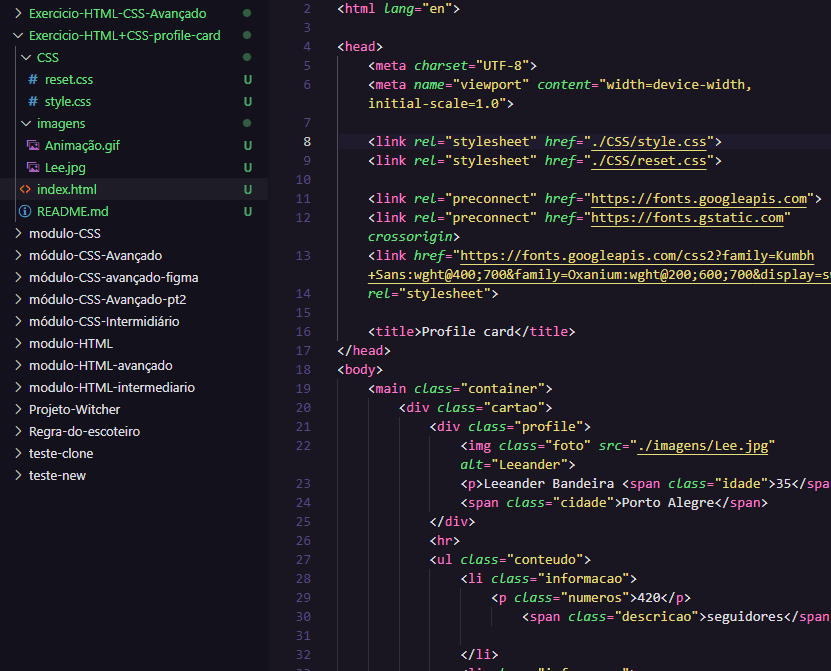 Exercicio-HTML-CSS-Avançado
Exercicio-HTML+CSS-profile-card
CSS
# reset.css U
# style.css U
imagens
Animação.gif U
Lee.jpg U
<> index.html U
README.md U
modulo-CSS
módulo-CSS-Avançado
módulo-CSS-avançado-figma
módulo-CSS-Avançado-pt2
módulo-CSS-Intermidiário
modulo-HTML
modulo-HTML-avançado
modulo-HTML-intermediario
Projeto-Witcher
Regra-do-escoteiro
teste-clone
teste-new
2 <html lang="en">
3
4 <head>
5 <meta charset="UTF-8">
6 <meta name="viewport" content="width=device-width,
initial-scale=1.0">
7
8 <link rel="stylesheet" href="./CSS/style.css">
9 <link rel="stylesheet" href="./CSS/reset.css">
10
11 <link rel="preconnect" href="https://fonts.googleapis.com">
12 <link rel="preconnect" href="https://fonts.gstatic.com"
crossorigin>
13 <link href="https://fonts.googleapis.com/css2?family=Kumbh
+Sans:wght@400;700&family=Oxanium:wght@200;600;700&display=s
14 rel="stylesheet">
15
16 <title>Profile card</title>
17 </head>
18 <body>
19 <main class="container">
20 <div class="cartao">
21 <div class="profile">
22 <img class="foto" src="./imagens/Lee.jpg"
alt="Leeander">
23 <p>Leeander Bandeira <span class="idade">35</spa
24 <span class="cidade">Porto Alegre</span>
25 </div>
26 <hr>
27 <ul class="conteudo">
28 <li class="informacao">
29 <p class="numeros">420</p>
30 <span class="descricao">seguidores</span
31
32 </li>